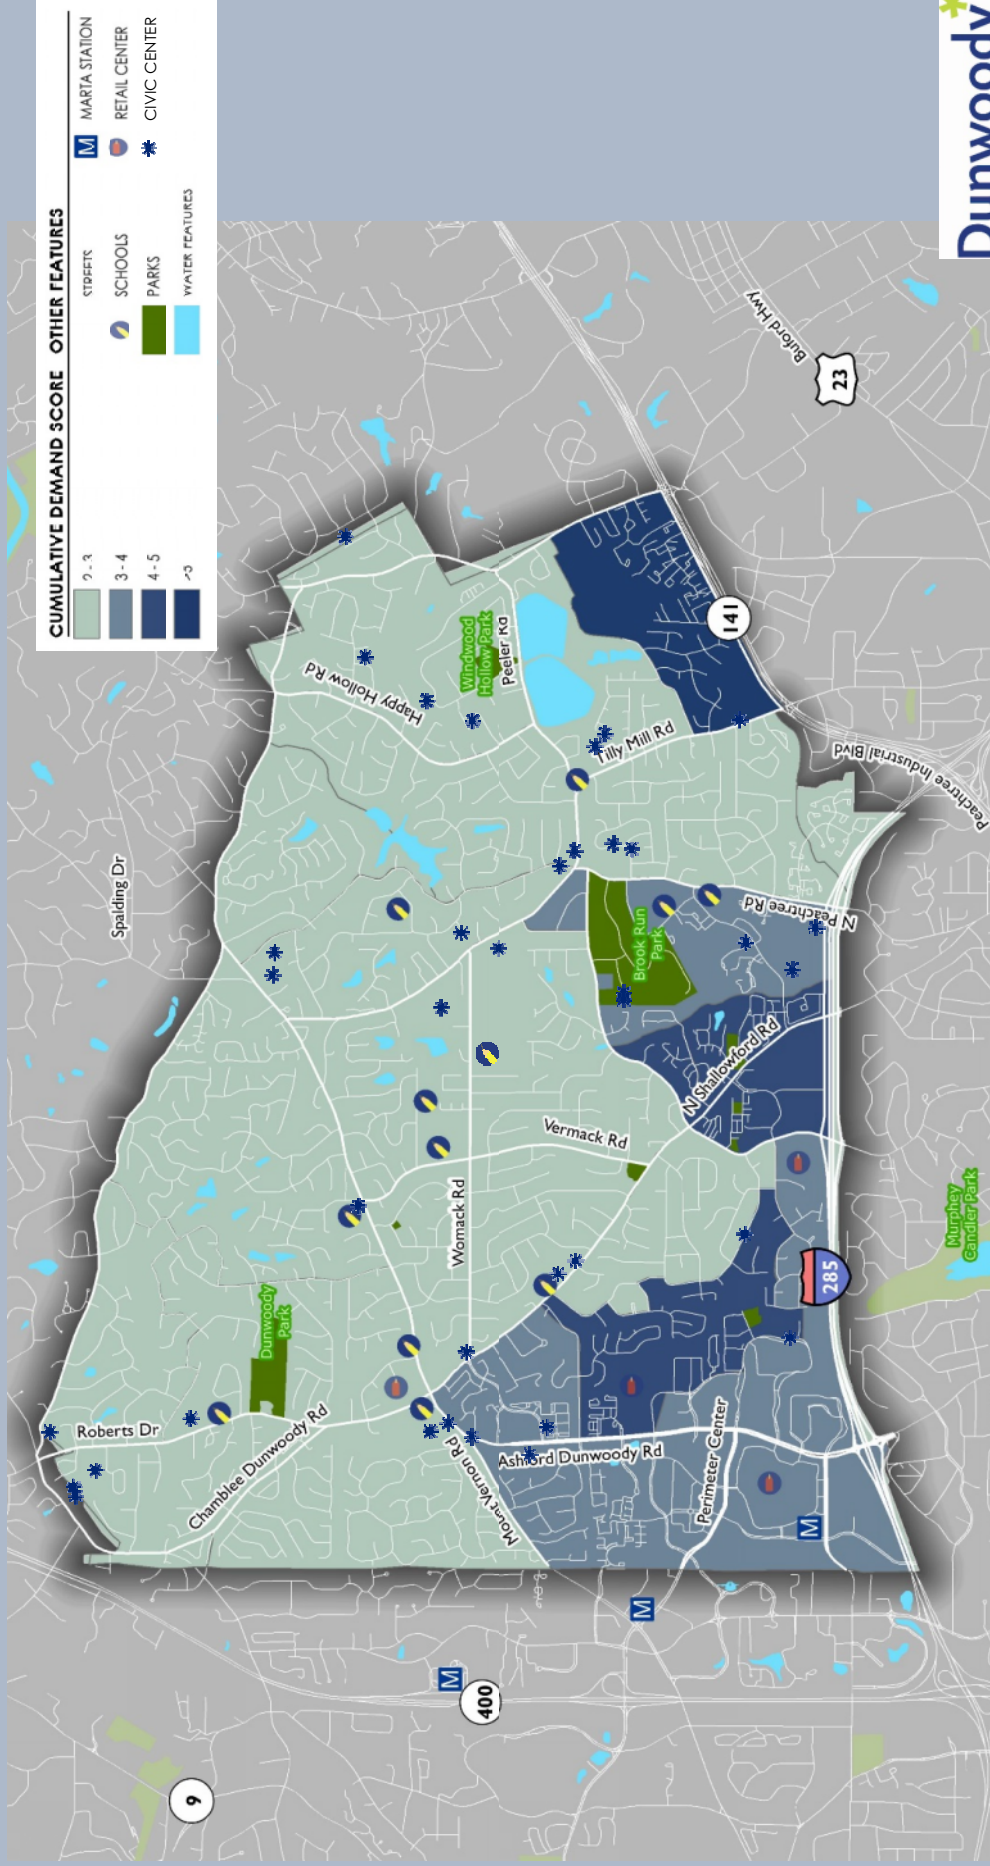 CUMULATIVE DEMAND SCORE
2 - 3
3 - 4
4 - 5
>5
OTHER FEATURES
STREETS
SCHOOLS
PARKS
WATER FEATURES
M MARTA STATION
RETAIL CENTER
CIVIC CENTER
Spalding Dr
Roberts Dr
Dunwoody
Park
Chamblee Dunwoody Rd
Happy Hollow Rd
Windwood
Hollow Park
Peeler Rd
Tilly Mill Rd
Womack Rd
Vermack Rd
Mount Vernon Rd
Ashford Dunwoody Rd
Perimeter Center
N Shallowford Rd
Brook Run
Park
N Peachtree Rd
Peachtree Industrial Blvd
Buford Hwy
Murphey
Candler Park
9
400
M
M
M
285
141
23
Dunwoody